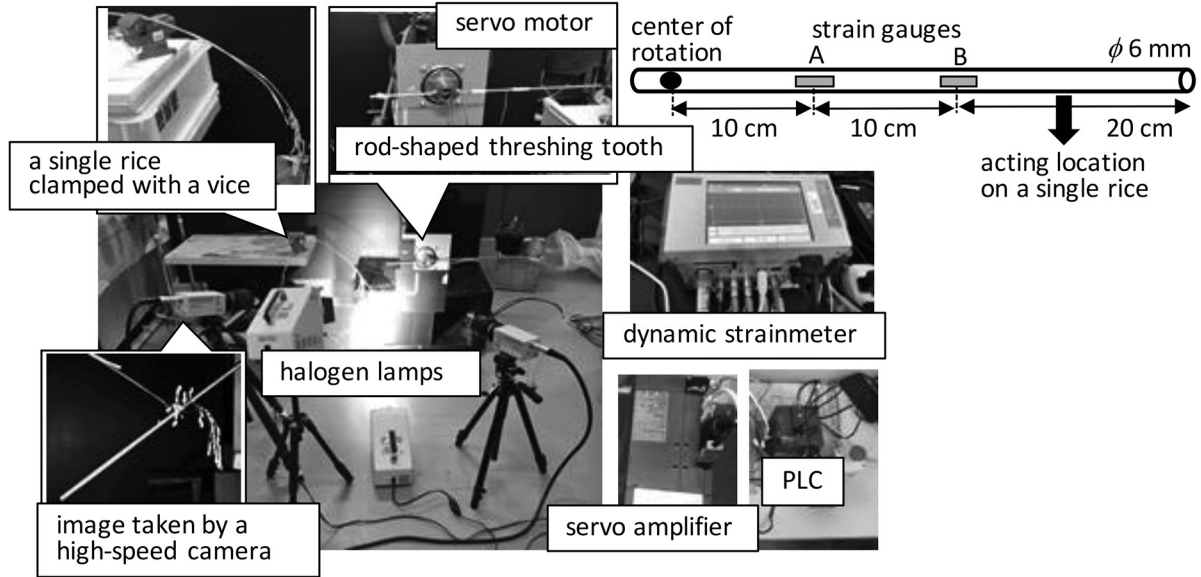 servo motor
center of
rotation
strain gauges
A
B
ϕ 6 mm
10 cm
10 cm
20 cm
acting location
on a single rice
rod-shaped threshing tooth
a single rice
clamped with a vice
dynamic strainmeter
halogen lamps
PLC
servo amplifier
image taken by a
high-speed camera